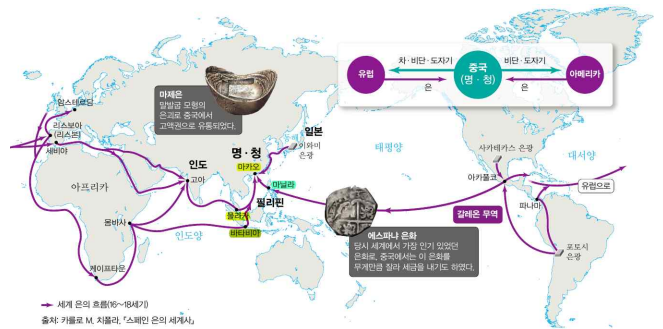 차·비단·도자기
비단·도자기
유럽
중국
(명·청)
아메리카
은
은
마제은
말발굽 모형의
은괴로 중국에서
고액권으로 유통되었다.
암스테르담
리스보아
(리스본)
세비야
아프리카
인도
고아
명·청
마카오
일본
이와미
은광
마닐라
필리핀
믈라카
바타비아
몸바사
인도양
케이프타운
태평양
대서양
사카테카스 은광
아카풀코
유럽으로
파나마
갈레온 무역
포토시
은광
에스파냐 은화
당시 세계에서 가장 인기 있었던
은화로, 중국에서는 이 은화를
무게만큼 잘라 세금을 내기도 하였다.
세계 은의 흐름(16~18세기)
출처: 카를로 M. 치폴라, 『스페인 은의 세계사』